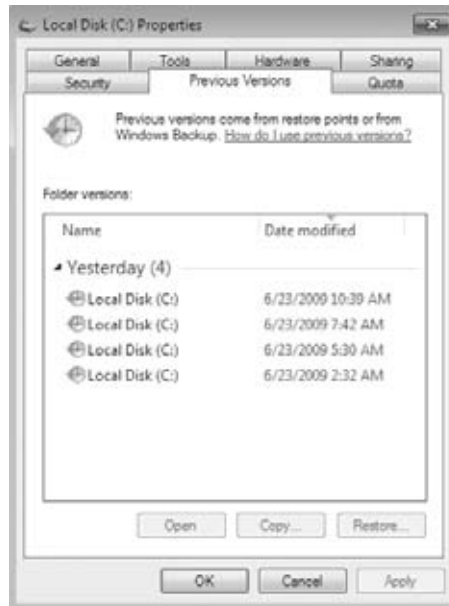 Local Disk (C:) Properties
General Tools Hardware Sharing
Security Previous Versions Quota
Previous versions come from restore points or from
Windows Backup. How do I use previous versions?
Folder versions:
Name Date modified
Yesterday (4)
Local Disk (C:) 6/23/2009 10:39 AM
Local Disk (C:) 6/23/2009 7:42 AM
Local Disk (C:) 6/23/2009 5:30 AM
Local Disk (C:) 6/23/2009 2:32 AM
Open Copy... Restore...
OK Cancel Apply